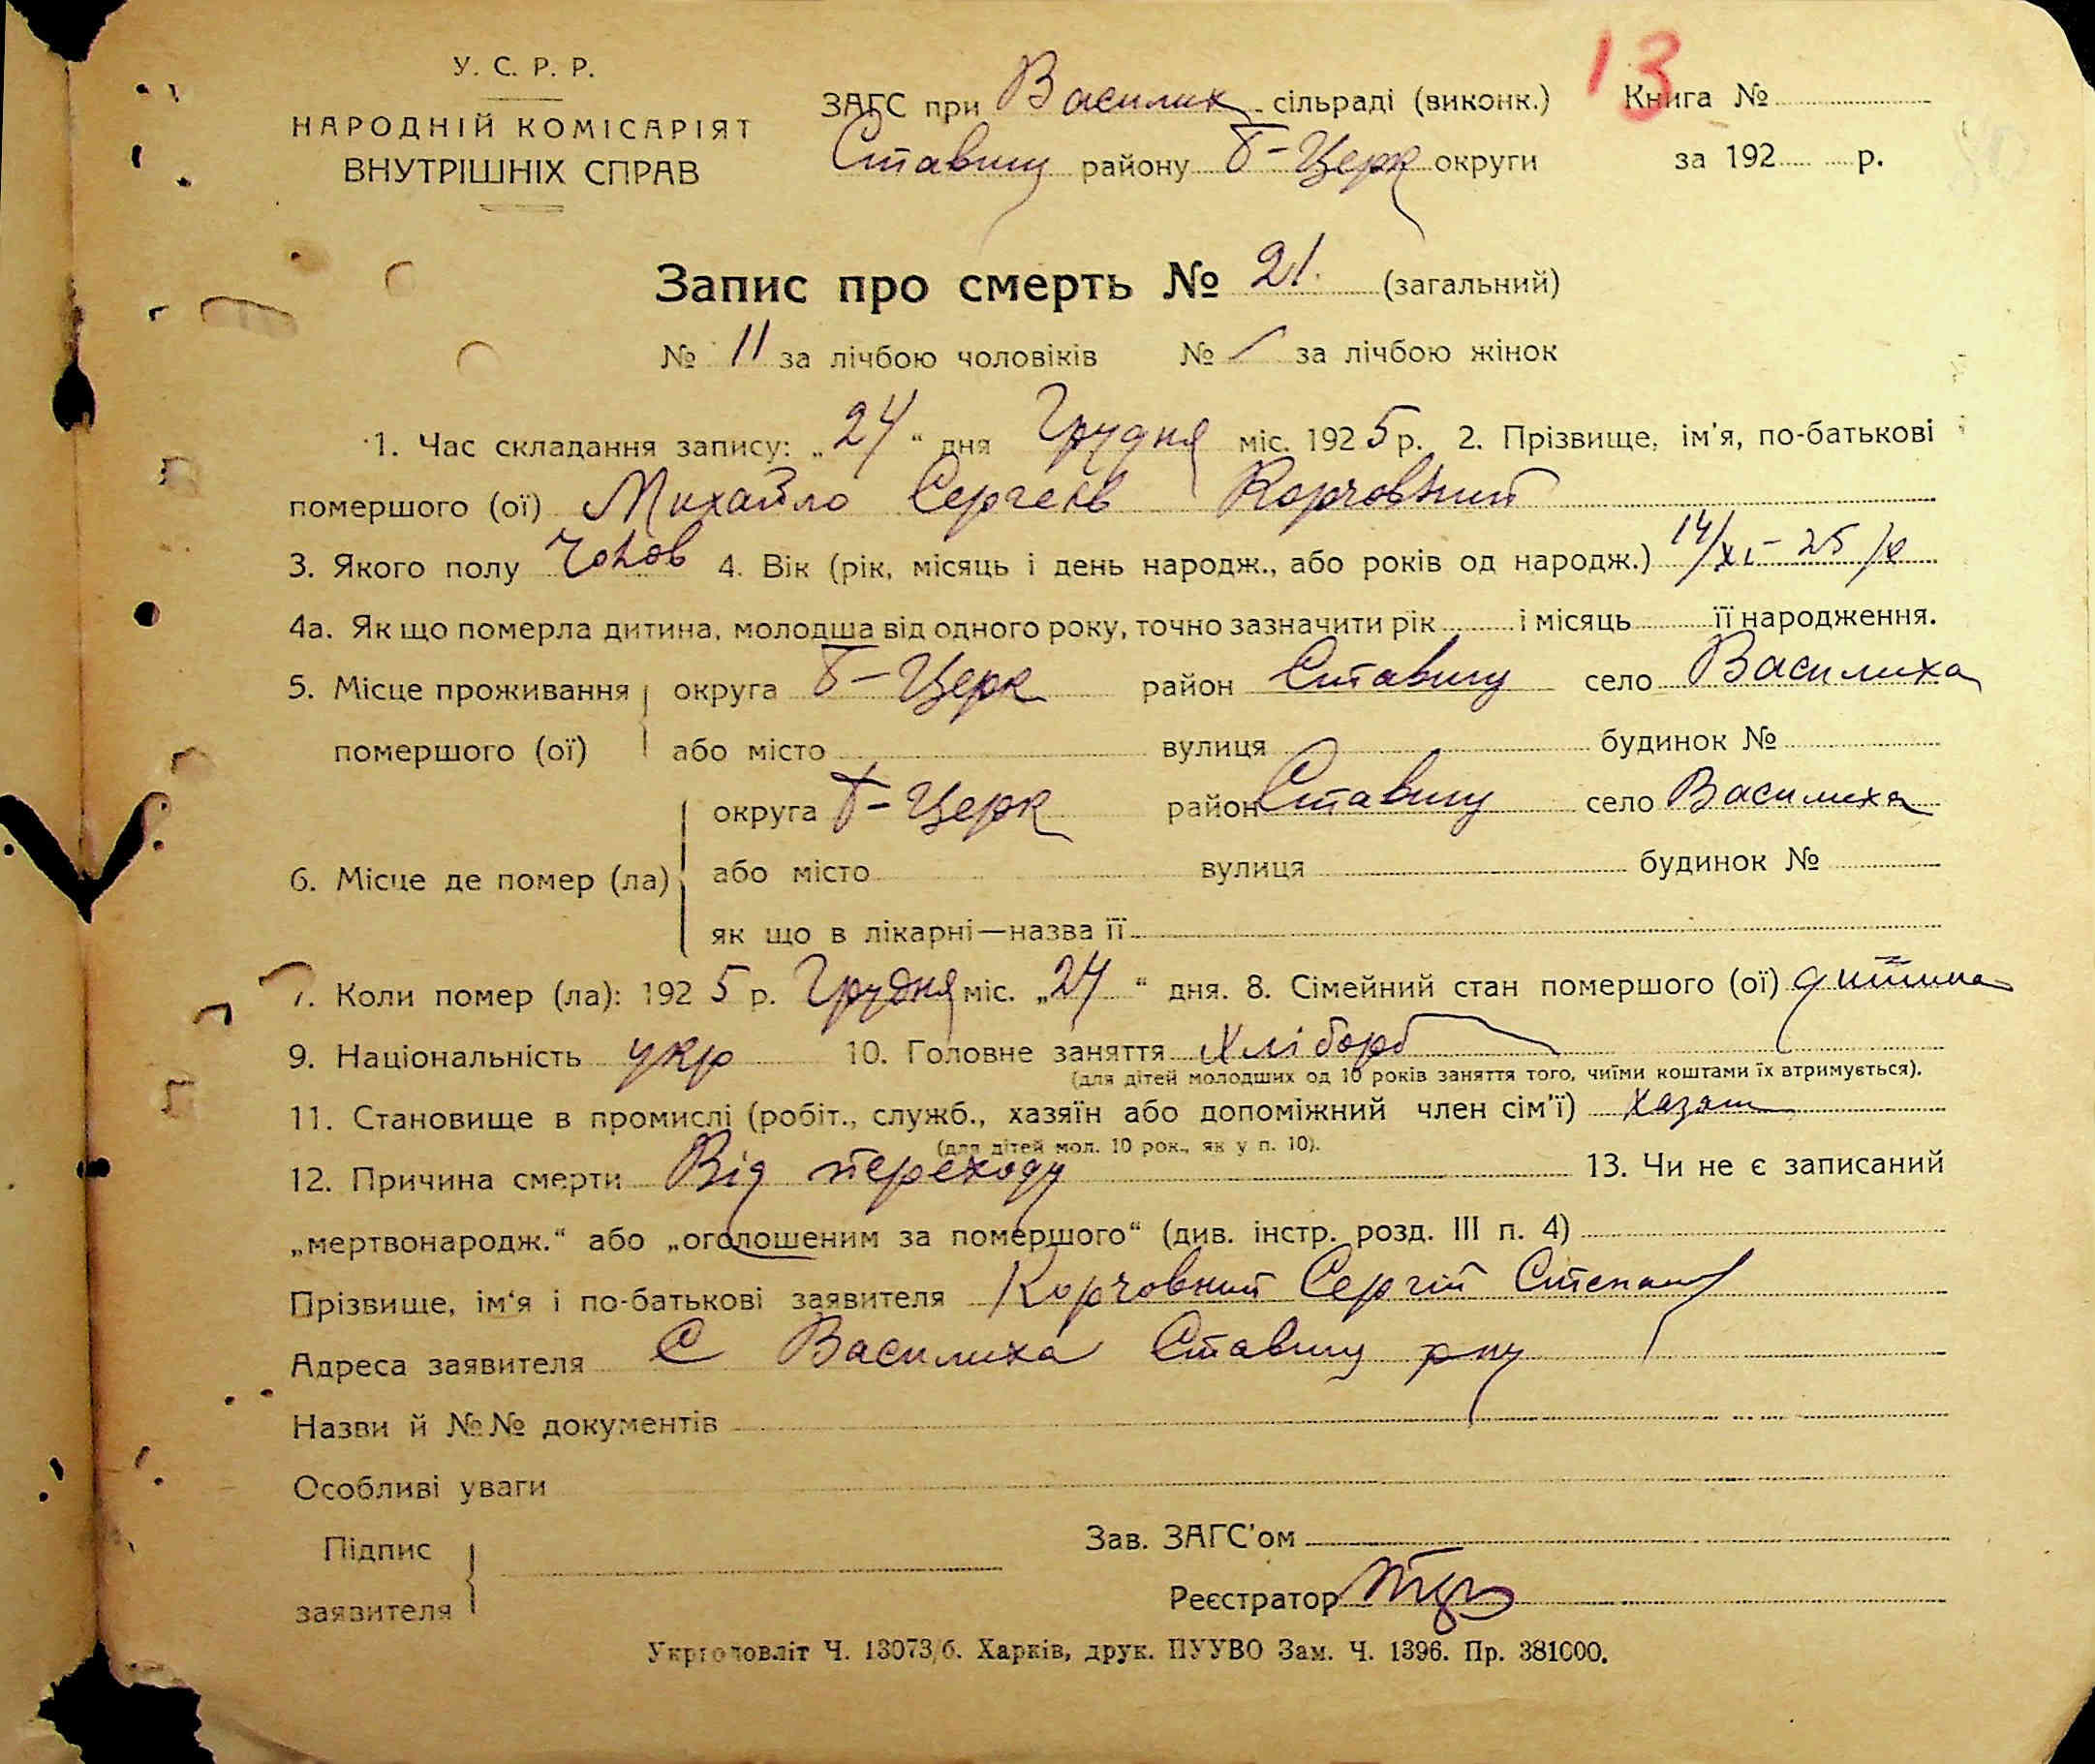 13
У. С. Р. Р.
НАРОДНІЙ КОМІСАРІЯТ
ВНУТРІШНІХ СПРАВ
ЗАГС при Василих сільраді (виконк.) Книга №
Ставищ району Б-Церк округи за 192 р.
Запис про смерть № 21. (загальний)
№ 11 за лічбою чоловіків № за лічбою жінок
1. Час складання запису: „24“ дня Грудня міс. 1925 р. 2. Прізвище, ім'я, по-батькові
помершого (ої) Михайло Сергеїв Корчовний
3. Якого полу Чолов 4. Вік (рік, місяць і день народж., або років од народж.) 14/XI-25
4а. Як що померла дитина, молодша від одного року, точно зазначити рік і місяць її народження.
5. Місце проживання округа Б-Церк район Ставищ село Василиха
помершого (ої) або місто вулиця будинок №
округа Б-Церк район Ставищ село Василиха
6. Місце де помер (ла) або місто вулиця будинок №
як що в лікарні—назва її
7. Коли помер (ла): 1925 р. Грудня міс. „24“ дня. 8. Сімейний стан помершого (ої) дитина
9. Національність укр 10. Головне заняття Хлібороб
(для дітей молодших од 10 років заняття того, чиїми коштами їх втримується).
11. Становище в промислі (робіт., служб., хазяїн або допоміжний член сім'ї) хазяін
(для дітей мол. 10 рок., як у п. 10).
12. Причина смерти Від переходу 13. Чи не є записаний
„мертвонародж.“ або „оголошеним за помершого“ (див. інстр. розд. III п. 4)
Прізвище, ім'я і по-батькові заявителя Корчовний Сергій Степанов
Адреса заявителя С Василиха Ставищ рну
Назви й №№ документів
Особливі уваги
Підпис
заявителя
Зав. ЗАГС'ом
Реєстратор
Укрголовліт Ч. 13073/б. Харків, друк. ПУУВО Зам. Ч. 1396. Пр. 381000.